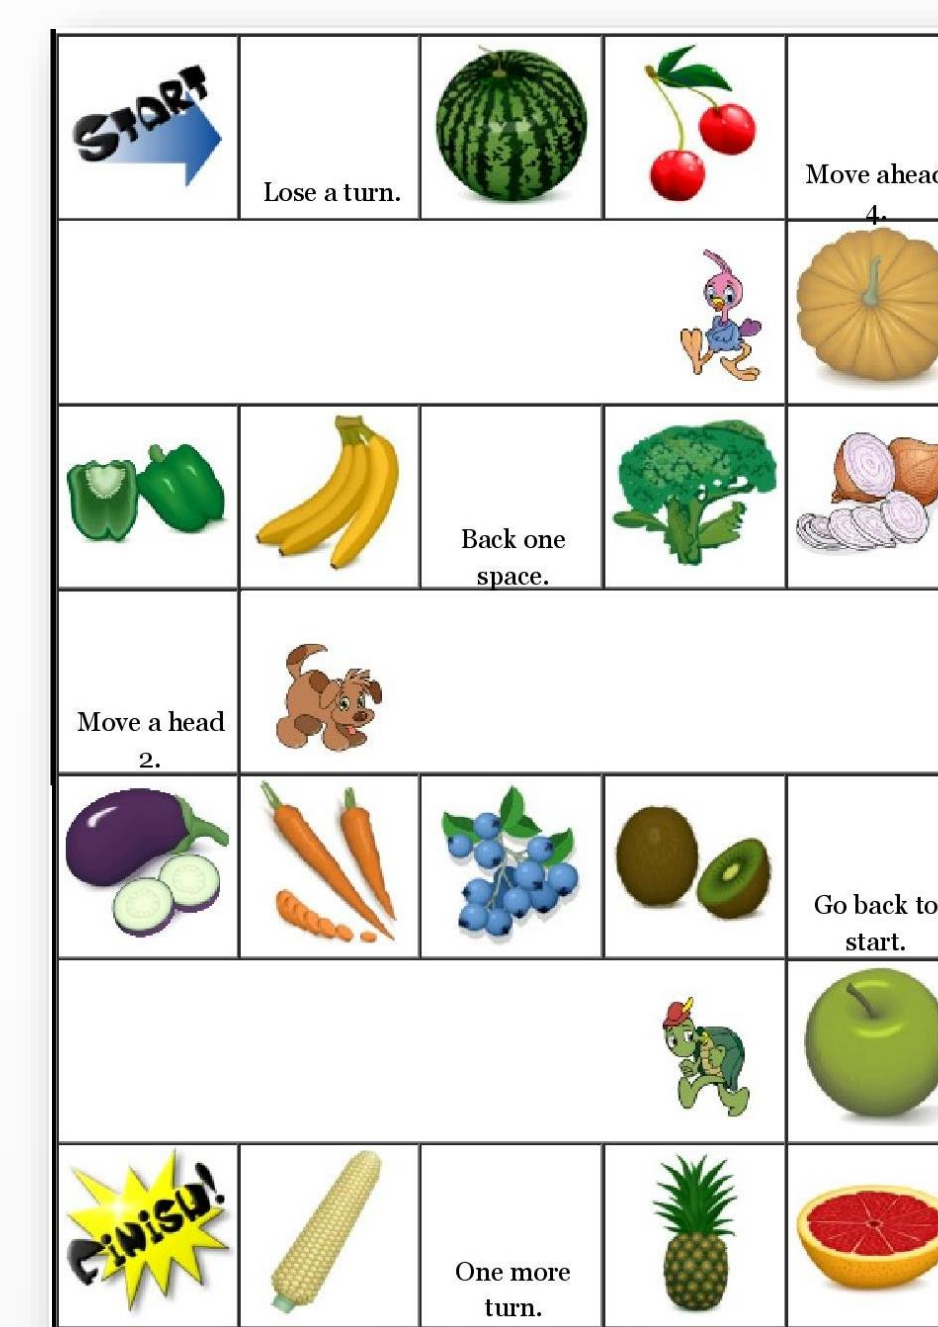 START
Lose a turn.
Move ahead
4.
Back one
space.
Move a head
2.
Go back to
start.
FiNiSH!
One more
turn.